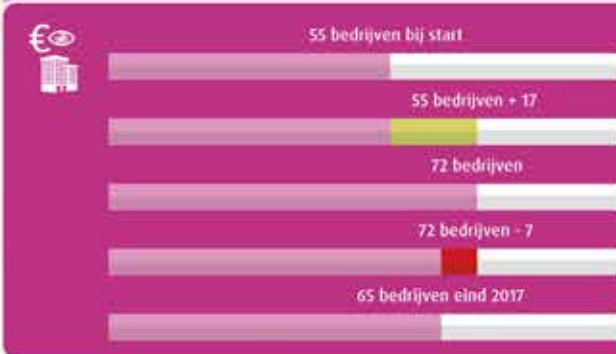 €
55 bedrijven bij start
55 bedrijven + 17
72 bedrijven
72 bedrijven - 7
65 bedrijven eind 2017